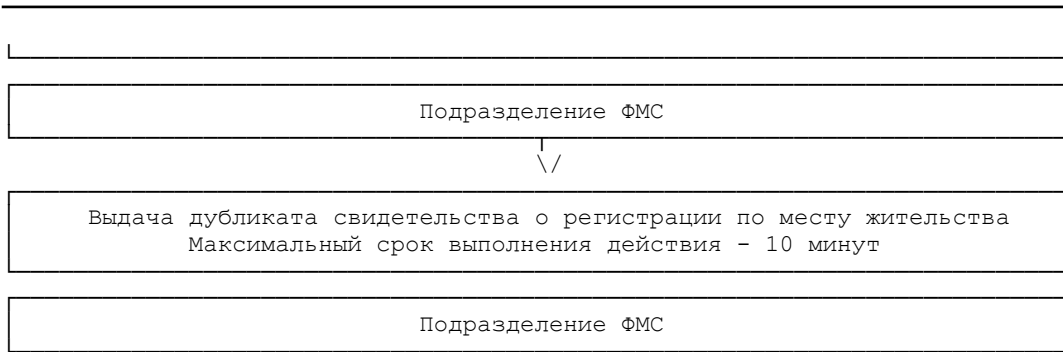 Подразделение ФМС
\/
Выдача дубликата свидетельства о регистрации по месту жительства
Максимальный срок выполнения действия - 10 минут
Подразделение ФМС